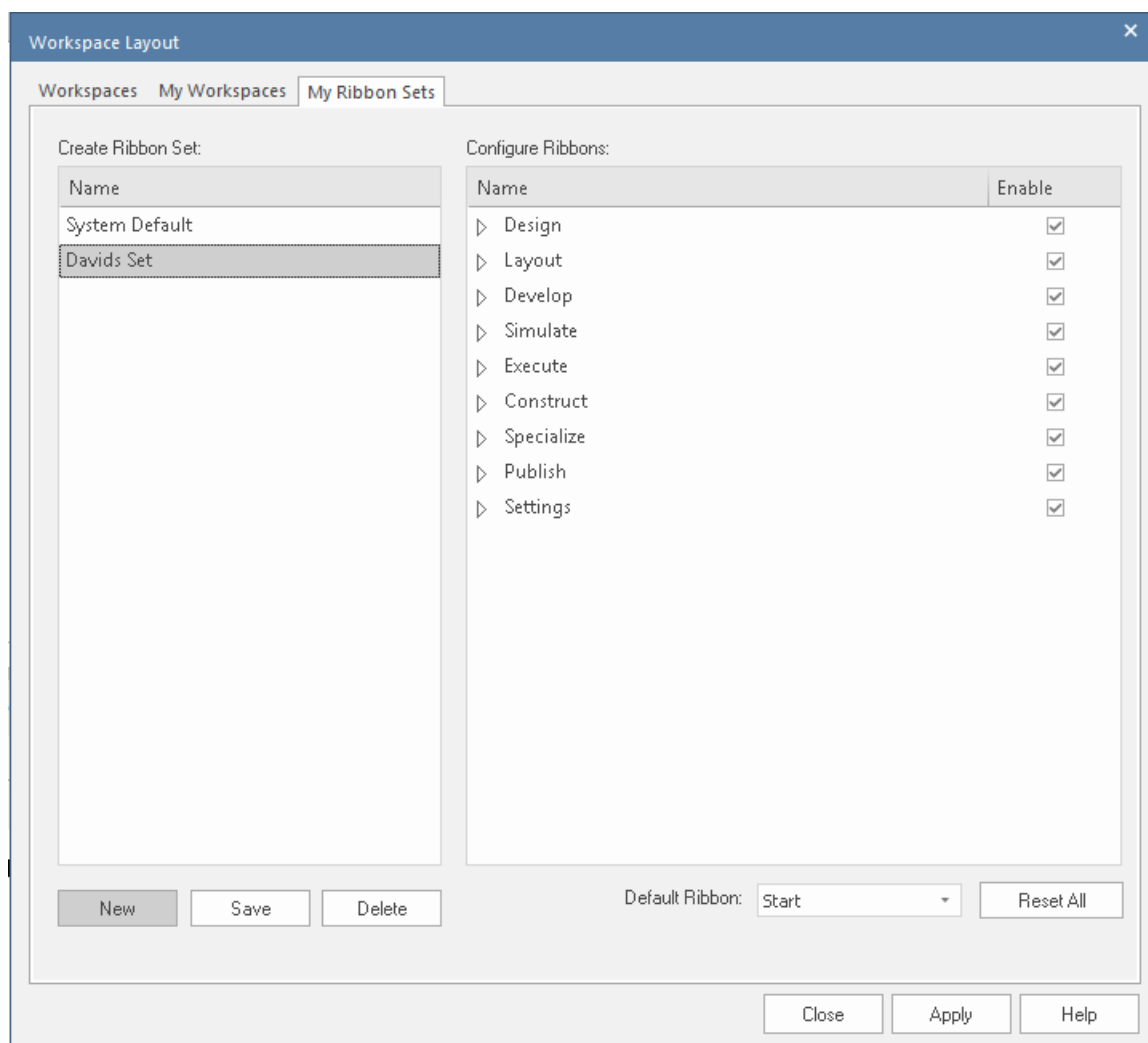 Workspace Layout
Workspaces My Workspaces My Ribbon Sets
Create Ribbon Set:
Name
System Default
Davids Set
New Save Delete
Configure Ribbons:
Name Enable
Design
Layout
Develop
Simulate
Execute
Construct
Specialize
Publish
Settings
Default Ribbon: Start Reset All
Close Apply Help